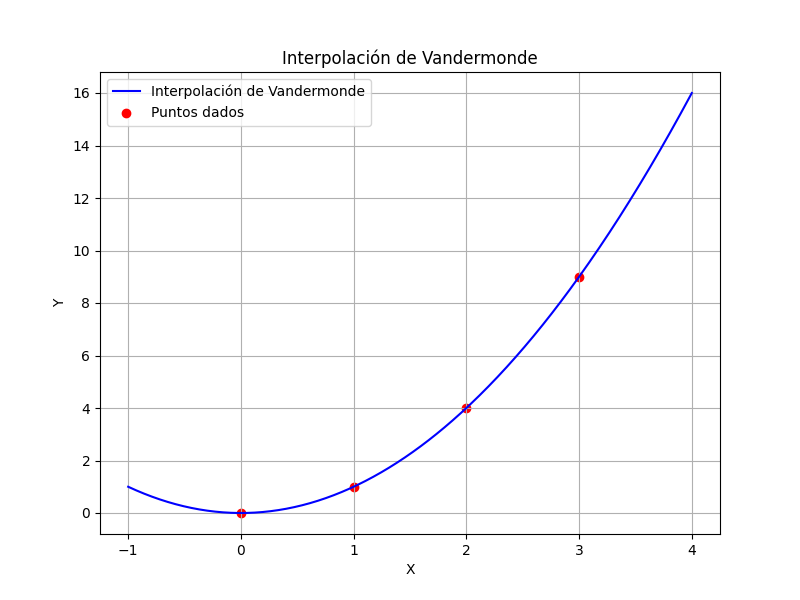 Interpolación de Vandermonde
Interpolación de Vandermonde
Puntos dados
16
14
12
10
8
6
4
2
0
Y
−1 0 1 2 3 4
X